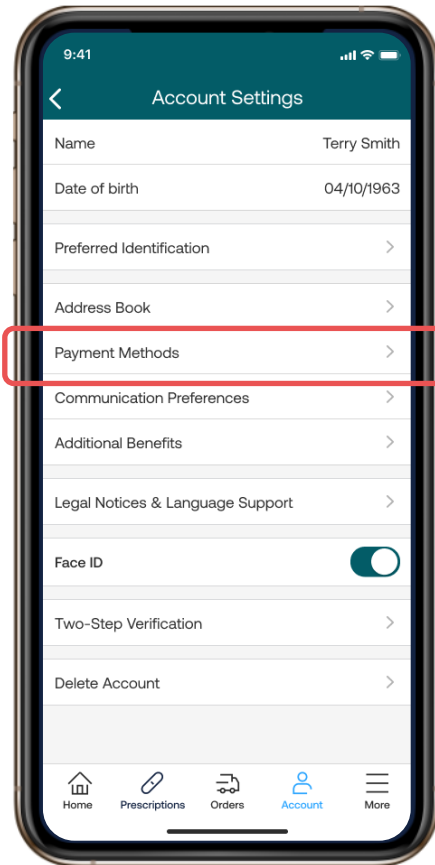 9:41
Account Settings
Name Terry Smith
Date of birth 04/10/1963
Preferred Identification
Address Book
Payment Methods
Communication Preferences
Additional Benefits
Legal Notices & Language Support
Face ID
Two-Step Verification
Delete Account
Home Prescriptions Orders Account More